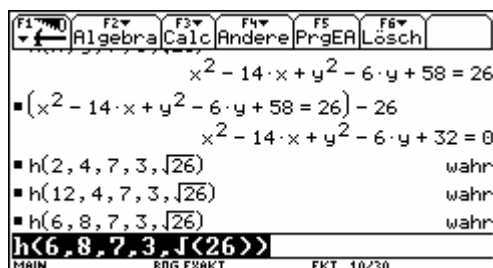 F1 F2 F3 F4 F5 F6
Algebra Calc Andere PrgEA Lösch
x² - 14·x + y² - 6·y + 58 = 26
▪(x² - 14·x + y² - 6·y + 58 = 26) - 26
x² - 14·x + y² - 6·y + 32 = 0
▪h(2,4,7,3,√26) wahr
▪h(12,4,7,3,√26) wahr
▪h(6,8,7,3,√26) wahr
h(6,8,7,3,√(26))
MAIN BOG EXAKT FKT 10/30